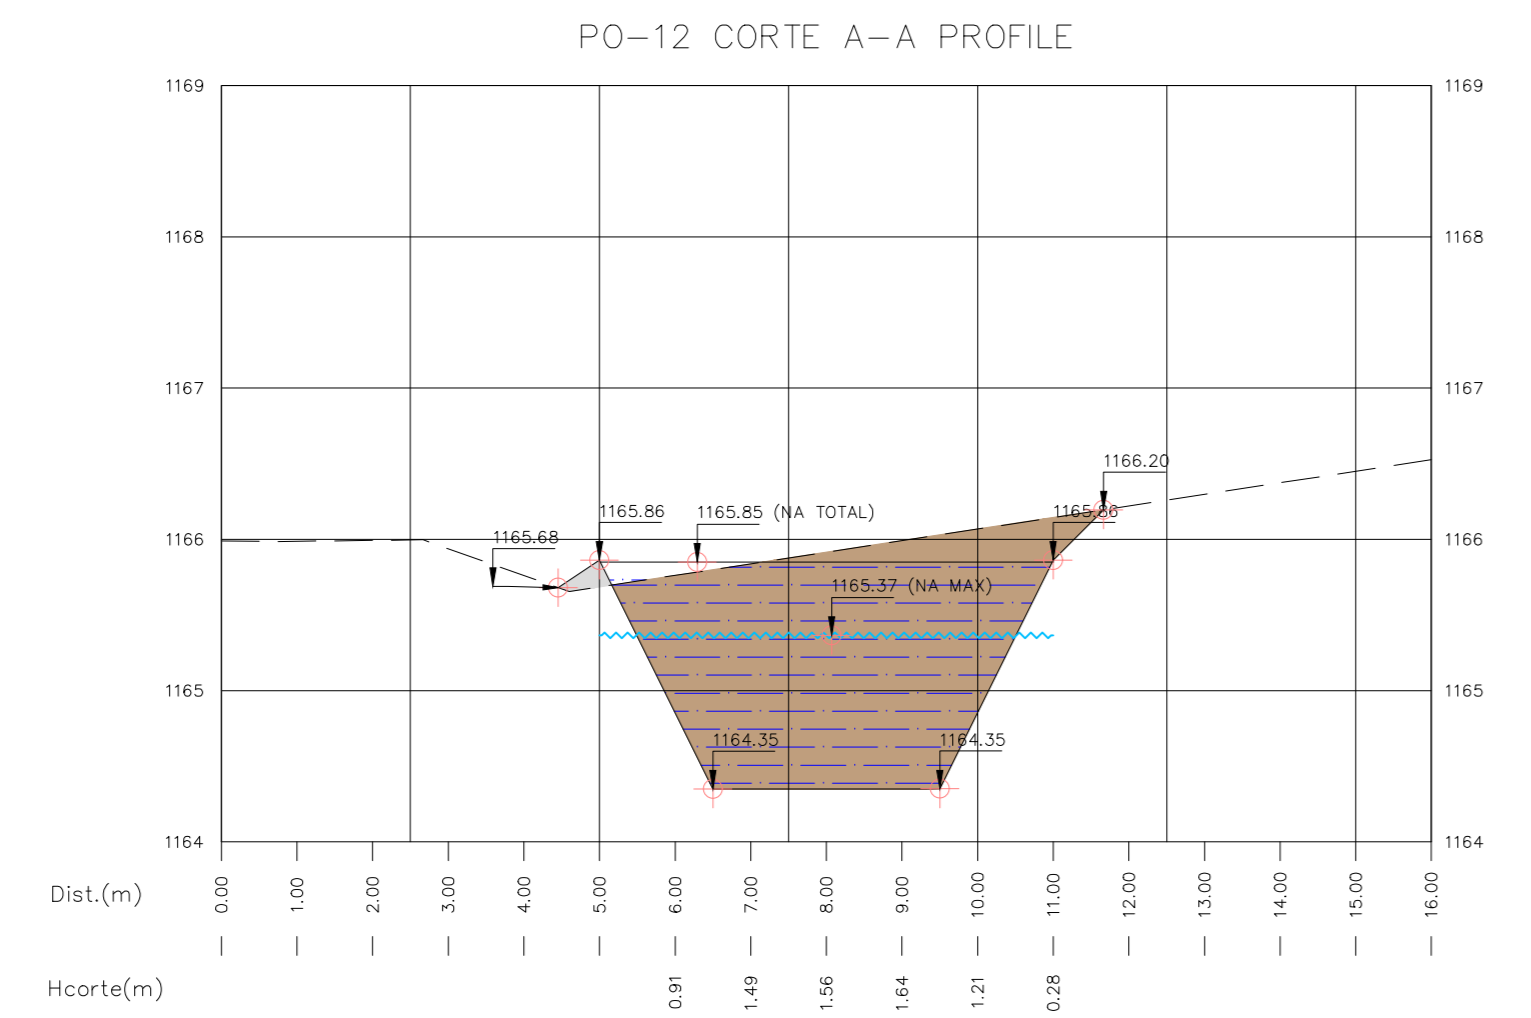 PO-12 CORTE A-A PROFILE
1169 1169
1168 1168
1167 1167
1166.20
1165.86 1165.85 (NA TOTAL) 1165.86
1165.68
1166 1166
1165.37 (NA MAX)
1165 1165
1164.35 1164.35
1164 1164
Dist.(m) 0.00 1.00 2.00 3.00 4.00 5.00 6.00 7.00 8.00 9.00 10.00 11.00 12.00 13.00 14.00 15.00 16.00
Hcorte(m) 0.91 1.49 1.56 1.64 1.21 0.28